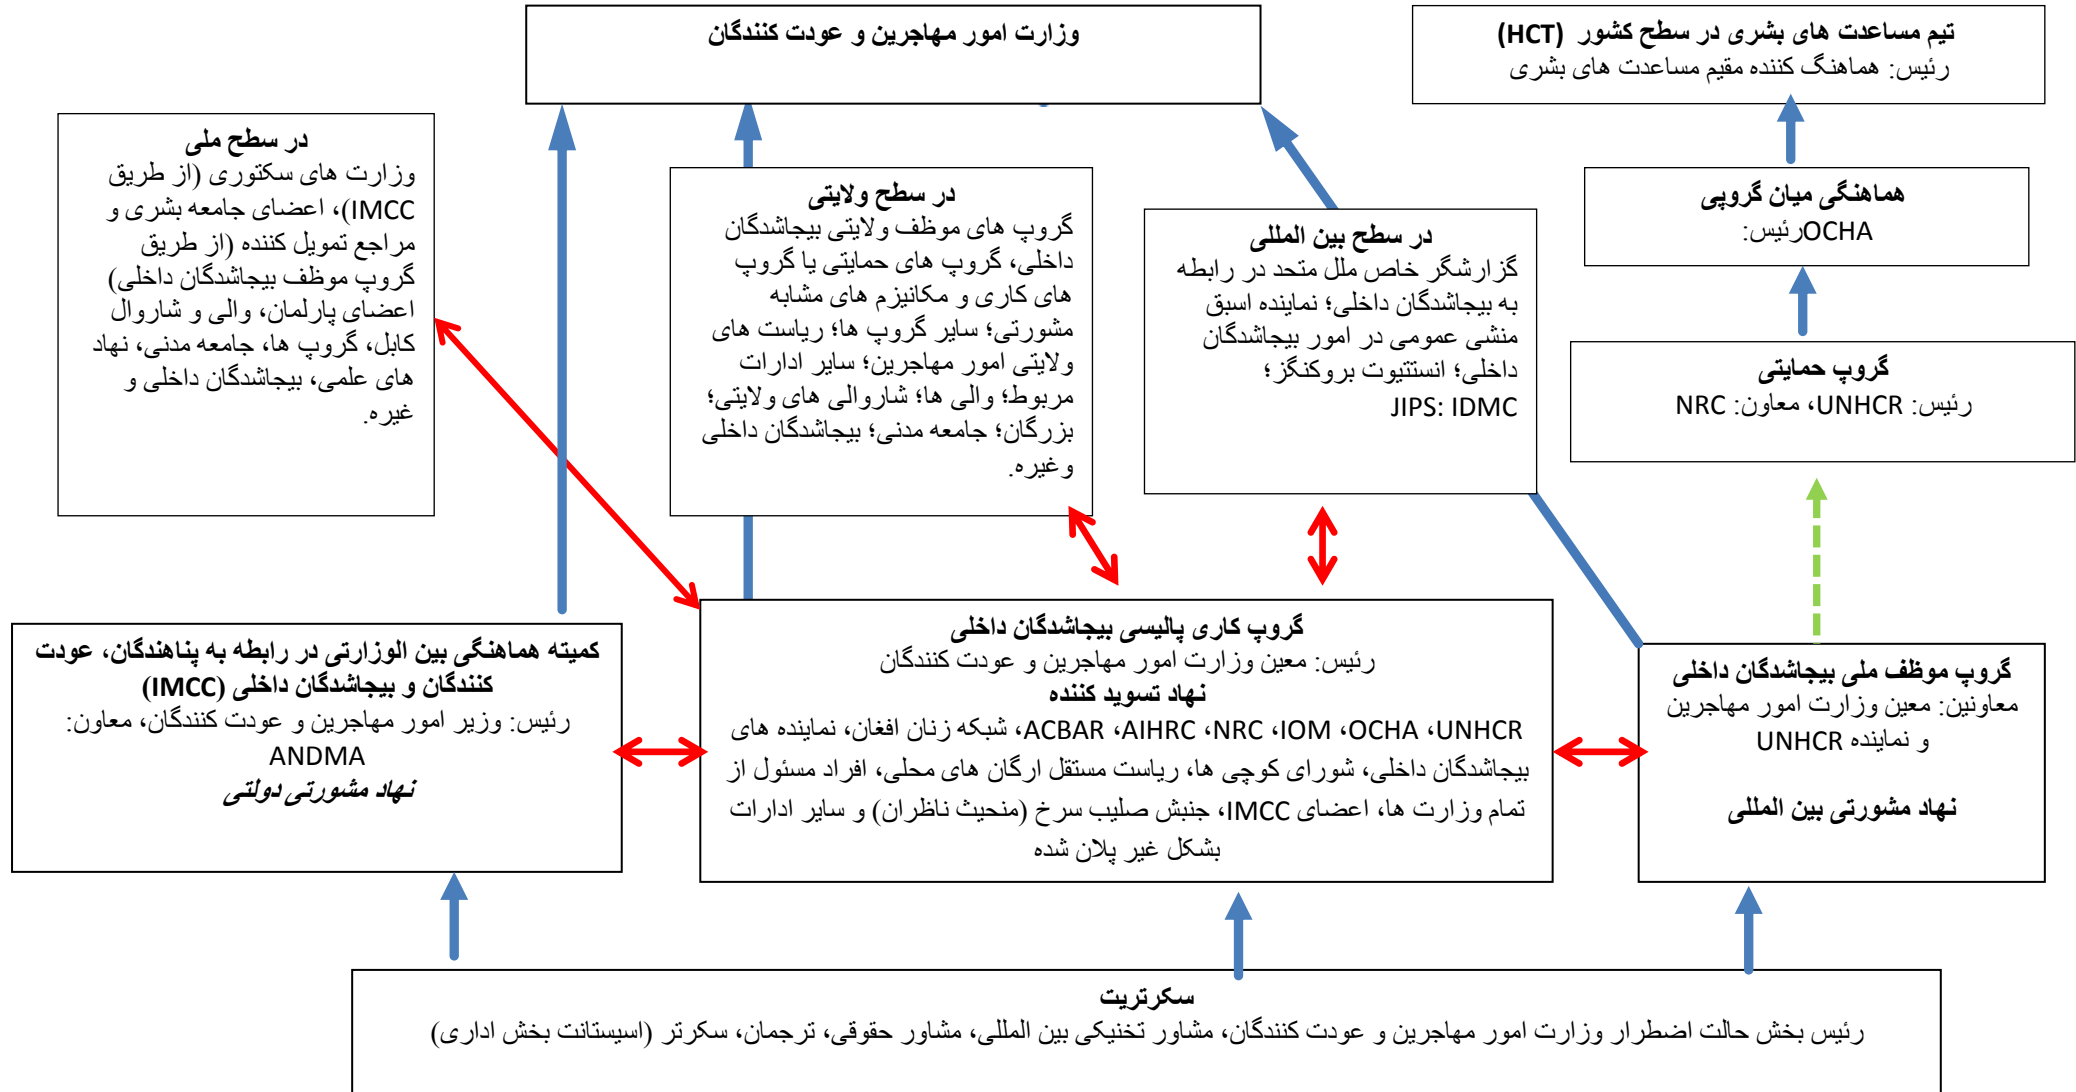 وزارت امور مهاجرین و عودت کنندگان
تیم مساعدت های بشری در سطح کشور (HCT)
رئیس: هماهنگ کننده مقیم مساعدت های بشری
هماهنگی میان گروپی
OCHAرئیس:
گروپ حمایتی
رئیس: UNHCR، معاون: NRC
در سطح بین المللی
گزارشگر خاص ملل متحد در رابطه
به بیجاشدگان داخلی؛ نماینده اسبق
منشی عمومی در امور بیجاشدگان
داخلی؛ انستتیوت بروکنگز؛
JIPS: IDMC
در سطح ولایتی
گروپ های موظف ولایتی بیجاشدگان
داخلی، گروپ های حمایتی یا گروپ
های کاری و مکانیزم های مشابه
مشورتی؛ سایر گروپ ها؛ ریاست های
ولایتی امور مهاجرین؛ سایر ادارات
مربوط؛ والی ها؛ شاروالی های ولایتی؛
بزرگان؛ جامعه مدنی؛ بیجاشدگان داخلی
وغیره.
در سطح ملی
وزارت های سکتوری (از طریق
IMCC)، اعضای جامعه بشری و
مراجع تمویل کننده (از طریق
گروپ موظف بیجاشدگان داخلی)
اعضای پارلمان، والی و شاروال
کابل، گروپ ها، جامعه مدنی، نهاد
های علمی، بیجاشدگان داخلی و
غیره.
گروپ موظف ملی بیجاشدگان داخلی
معاونین: معین وزارت امور مهاجرین
و نماینده UNHCR
نهاد مشورتی بین المللی
گروپ کاری پالیسی بیجاشدگان داخلی
رئیس: معین وزارت امور مهاجرین و عودت کنندگان
نهاد تسوید کننده
UNHCR، OCHA، IOM، NRC، AIHRC، ACBAR، شبکه زنان افغان، نماینده های
بیجاشدگان داخلی، شورای کوچی ها، ریاست مستقل ارگان های محلی، افراد مسئول از
تمام وزارت ها، اعضای IMCC، جنبش صلیب سرخ (منحیث ناظران) و سایر ادارات
بشکل غیر پلان شده
کمیته هماهنگی بین الوزارتی در رابطه به پناهندگان، عودت
کنندگان و بیجاشدگان داخلی (IMCC)
رئیس: وزیر امور مهاجرین و عودت کنندگان، معاون:
ANDMA
نهاد مشورتی دولتی
سکرتریت
رئیس بخش حالت اضطرار وزارت امور مهاجرین و عودت کنندگان، مشاور تخنیکی بین المللی، مشاور حقوقی، ترجمان، سکرتر (اسیستانت بخش اداری)